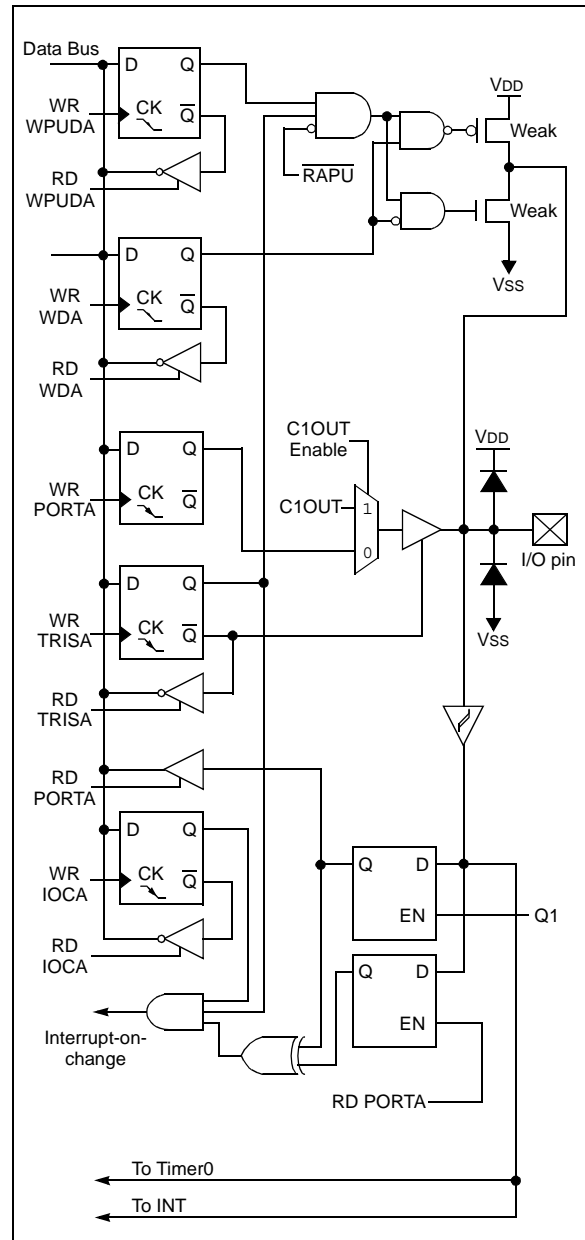 Data Bus
D Q
VDD
WR
WPUDA
CK Q
Weak
RD
WPUDA
RAPU
Weak
D Q
VSS
WR
WDA
CK Q
RD
WDA
C1OUT
Enable
VDD
D Q
WR
PORTA
CK Q
C1OUT
1
0
I/O pin
D Q
VSS
WR
TRISA
CK Q
RD
TRISA
RD
PORTA
D Q
Q D
WR
IOCA
CK Q
EN
Q1
RD
IOCA
Q D
EN
Interrupt-on-
change
RD PORTA
To Timer0
To INT